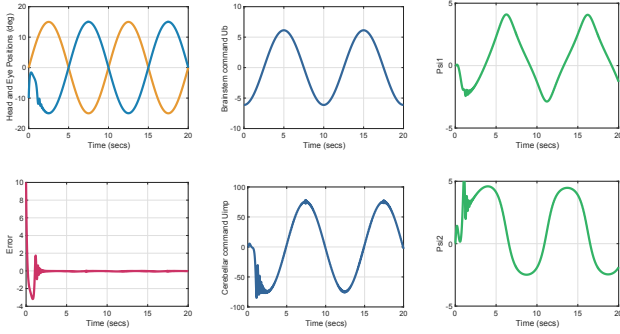 Head and Eye Positions (deg)
20
10
0
-10
-20
0 5 10 15 20
Time (secs)
Brainstem command Ub
10
5
0
-5
-10
0 5 10 15 20
Time (secs)
Psi1
5
0
-5
0 5 10 15 20
Time (secs)
Error
10
8
6
4
2
0
-2
-4
0 5 10 15 20
Time (secs)
Cerebellar command Uimp
100
50
0
-50
-100
0 5 10 15 20
Time (secs)
Psi2
5
0
-5
0 5 10 15 20
Time (secs)